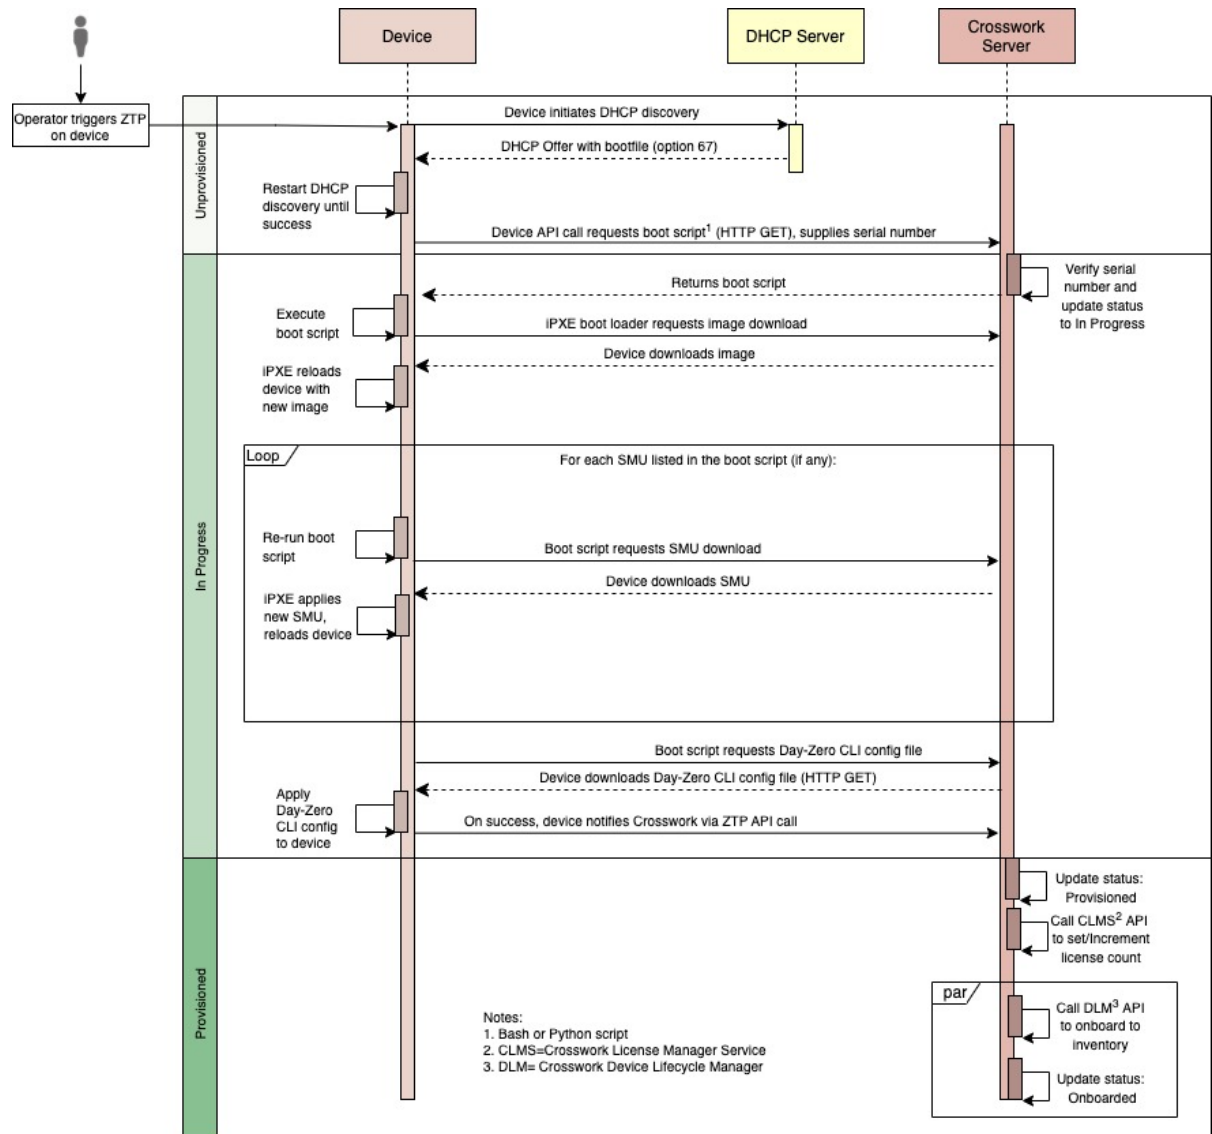 Device
DHCP Server
Crosswork
Server
Operator triggers ZTP
on device
Unprovisioned
Device initiates DHCP discovery
DHCP Offer with bootfile (option 67)
Restart DHCP
discovery until
success
Device API call requests boot script¹ (HTTP GET), supplies serial number
In Progress
Verify serial
number and
update status
to In Progress
Returns boot script
Execute
boot script
iPXE boot loader requests image download
Device downloads image
iPXE reloads
device with
new image
Loop
For each SMU listed in the boot script (if any):
Re-run boot
script
Boot script requests SMU download
Device downloads SMU
iPXE applies
new SMU,
reloads device
Boot script requests Day-Zero CLI config file
Device downloads Day-Zero CLI config file (HTTP GET)
Apply
Day-Zero
CLI config
to device
On success, device notifies Crosswork via ZTP API call
Provisioned
Update status:
Provisioned
Call CLMS² API
to set/Increment
license count
par
Call DLM³ API
to onboard to
inventory
Update status:
Onboarded
Notes:
1. Bash or Python script
2. CLMS=Crosswork License Manager Service
3. DLM= Crosswork Device Lifecycle Manager